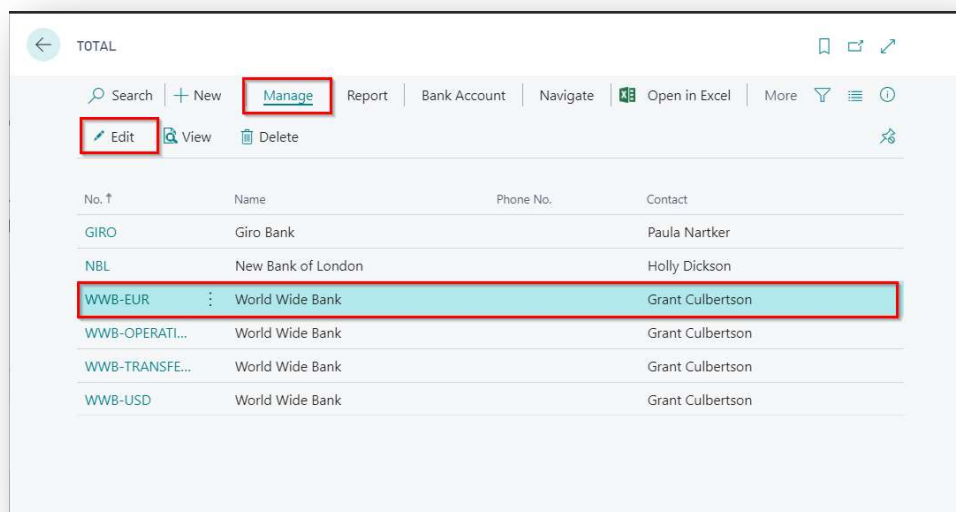 TOTAL
Search + New Manage Report Bank Account Navigate Open in Excel More
Edit View Delete
No. ↑ Name Phone No. Contact
GIRO Giro Bank Paula Nartker
NBL New Bank of London Holly Dickson
WWB-EUR World Wide Bank Grant Culbertson
WWB-OPERATI... World Wide Bank Grant Culbertson
WWB-TRANSFE... World Wide Bank Grant Culbertson
WWB-USD World Wide Bank Grant Culbertson